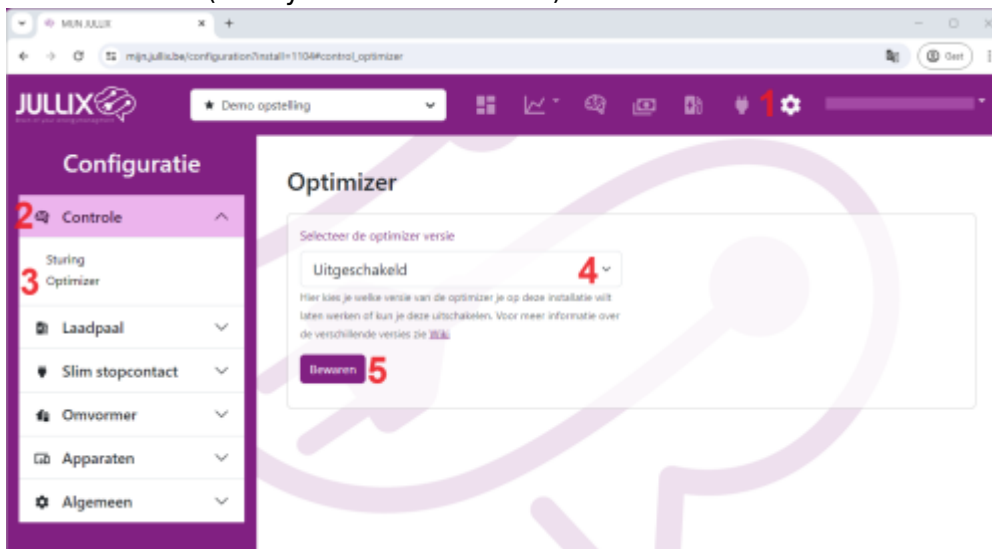 MIJN JULLIX
mijn.jullix.be/configuration?install=1104#control_optimizer
Gast
JULLIX
Demo opstelling
1
Configuratie
Optimizer
2 Controle
Selecteer de optimizer versie
Sturing
Uitgeschakeld 4
3 Optimizer
Hier kies je welke versie van de optimizer je op deze installatie wilt
laten werken of kun je deze uitschakelen. Voor meer informatie over
de verschillende versies zie Wiki
Laadpaal
Bewaren 5
Slim stopcontact
Omvormer
Apparaten
Algemeen